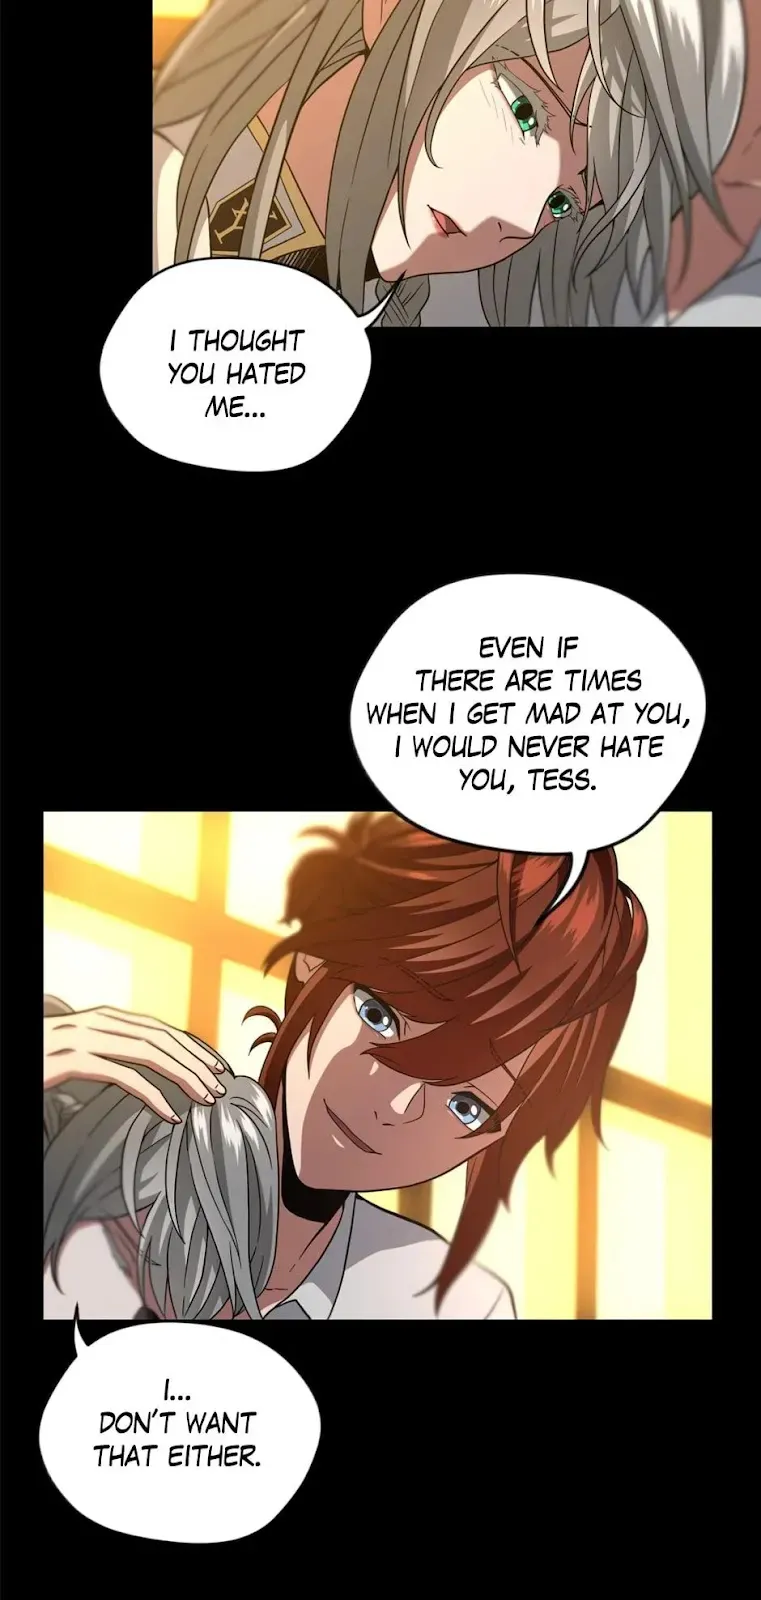 I THOUGHT
YOU HATED
ME...
EVEN IF
THERE ARE TIMES
WHEN I GET MAD AT YOU,
I WOULD NEVER HATE
YOU, TESS.
I...
DON'T WANT
THAT EITHER.